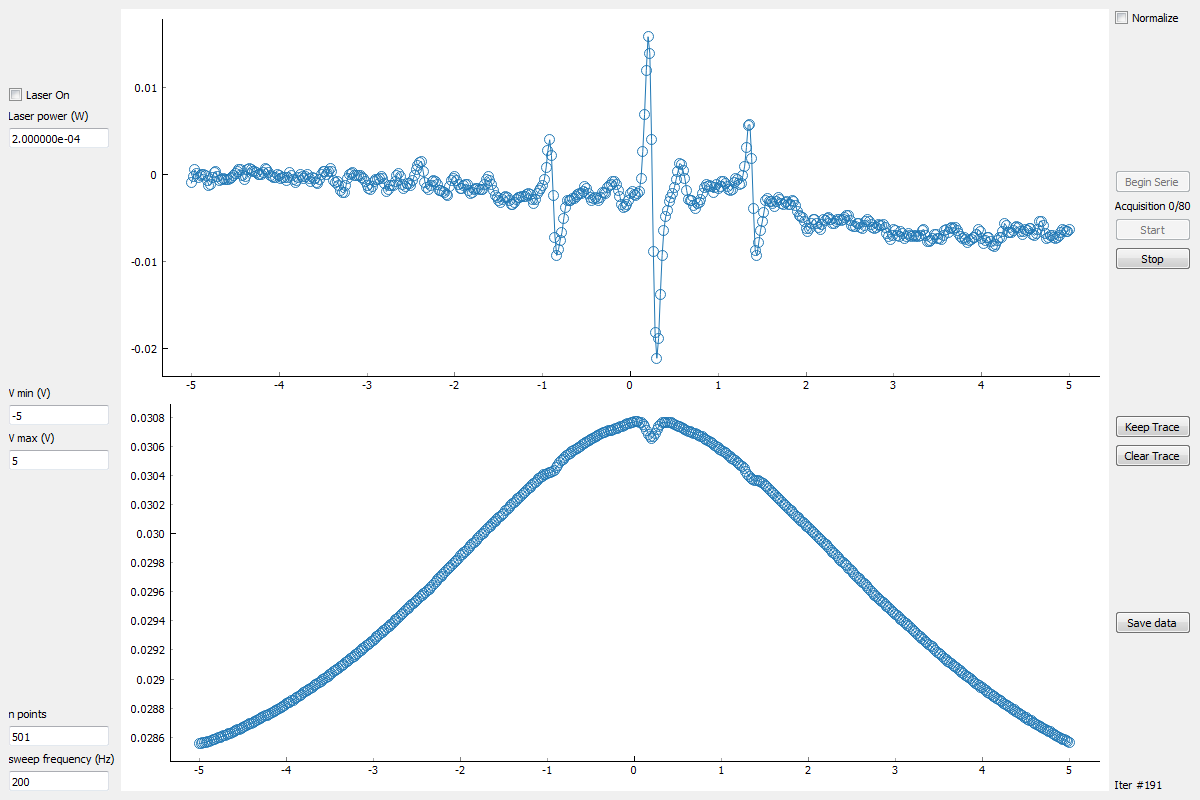 Normalize
Laser On
Laser power (W)
2.000000e-04
0.01
0
-0.01
-0.02
-5 -4 -3 -2 -1 0 1 2 3 4 5
Begin Serie
Acquisition 0/80
Start
Stop
V min (V)
-5
V max (V)
5
0.0308
0.0306
0.0304
0.0302
0.030
0.0298
0.0296
0.0294
0.0292
0.029
0.0288
0.0286
-5 -4 -3 -2 -1 0 1 2 3 4 5
Keep Trace
Clear Trace
Save data
n points
501
sweep frequency (Hz)
200
Iter #191